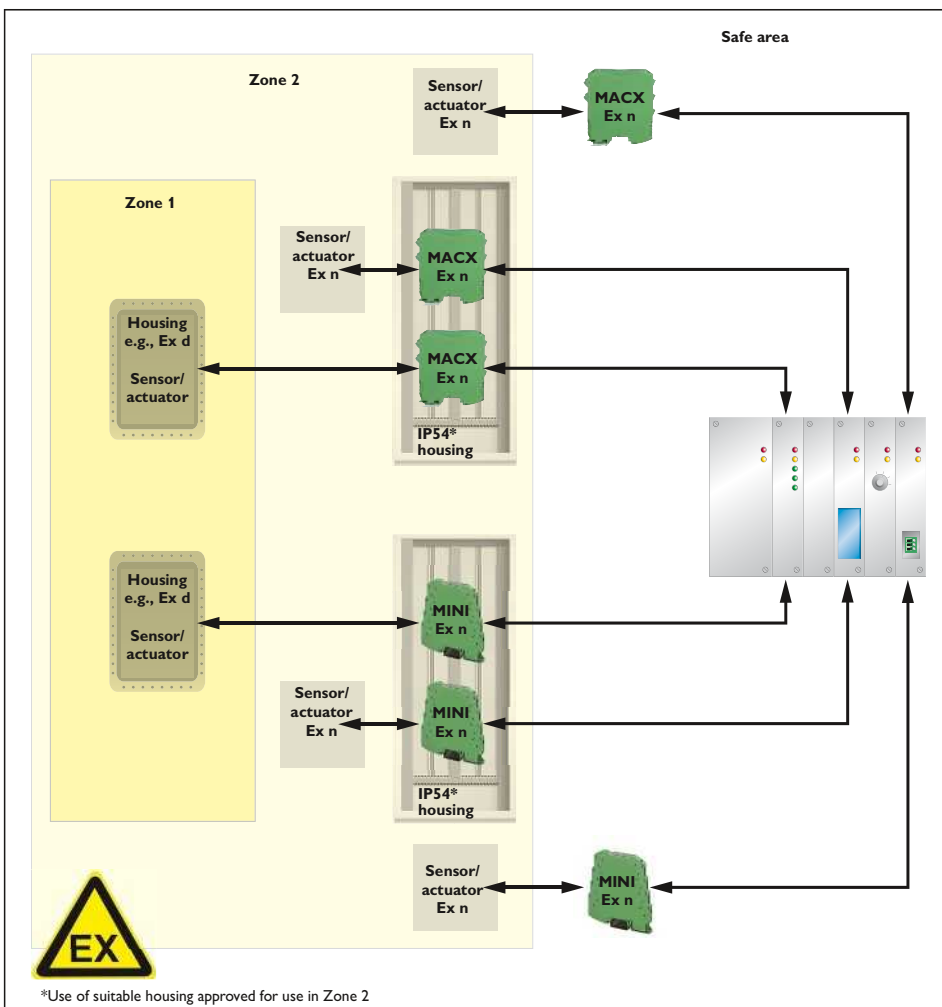 Safe area
Zone 2
Sensor/
actuator
Ex n
MACX
Ex n
Zone 1
Sensor/
actuator
Ex n
MACX
Ex n
Housing
e.g., Ex d
Sensor/
actuator
MACX
Ex n
IP54*
housing
Housing
e.g., Ex d
Sensor/
actuator
MINI
Ex n
Sensor/
actuator
Ex n
MINI
Ex n
IP54*
housing
Sensor/
actuator
Ex n
MINI
Ex n
EX
*Use of suitable housing approved for use in Zone 2